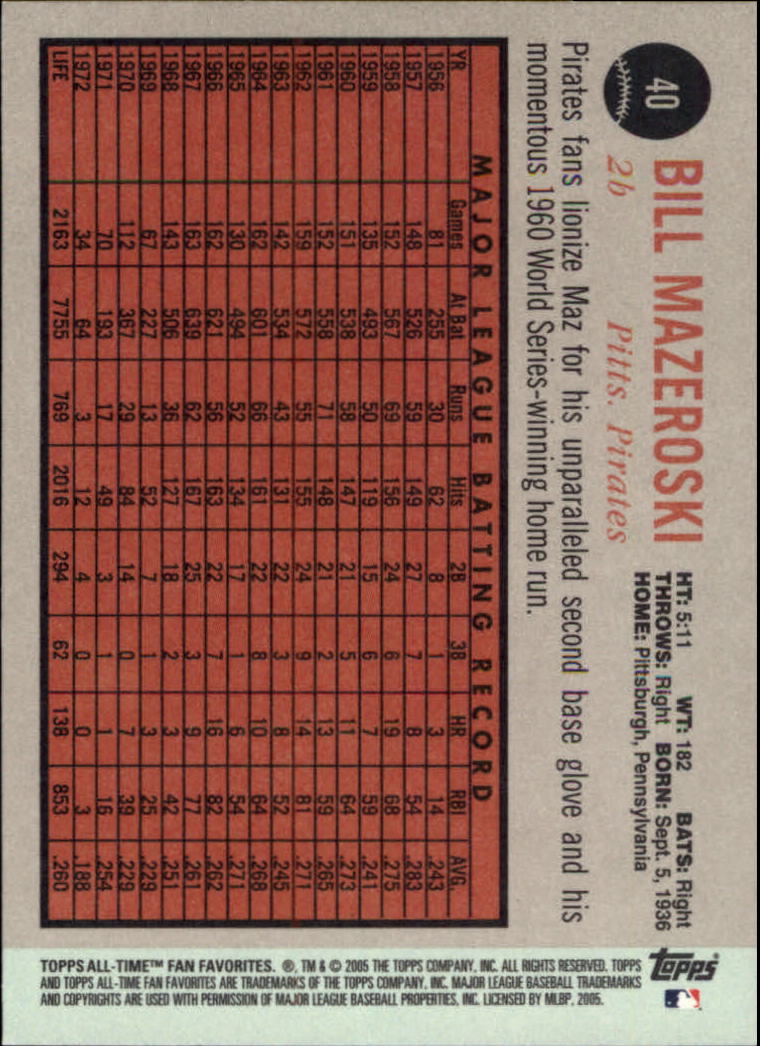 40
BILL MAZEROSKI
2b Pitts. Pirates
HT: 5:11 WT: 182 BATS: Right
THROWS: Right BORN: Sept. 5, 1936
HOME: Pittsburgh, Pennsylvania
Pirates fans lionize Maz for his unparalleled second base glove and his
momentous 1960 World Series-winning home run.
MAJOR LEAGUE BATTING RECORD
YR Games At Bat Runs Hits 2B 3B HR RBI AVG.
1956 81 255 30 62 8 1 3 14 .243
1957 148 526 59 149 27 7 8 54 .283
1958 152 567 69 156 24 6 19 68 .275
1959 135 493 50 119 15 6 7 59 .241
1960 151 538 58 147 21 5 11 64 .273
1961 152 558 71 148 21 2 13 59 .265
1962 159 572 55 155 24 9 14 81 .271
1963 142 534 43 131 22 3 8 52 .245
1964 162 601 66 161 22 8 10 64 .268
1965 130 494 52 134 17 1 6 54 .271
1966 162 621 56 163 22 7 16 82 .262
1967 163 639 62 167 25 3 9 77 .261
1968 143 506 36 127 18 2 3 42 .251
1969 67 227 13 52 7 1 3 25 .229
1970 112 367 29 84 14 0 7 39 .229
1971 70 193 17 49 3 1 1 16 .254
1972 34 64 3 12 4 0 0 3 .188
LIFE 2163 7755 769 2016 294 62 138 853 .260
TOPPS ALL-TIME™ FAN FAVORITES. ®, TM & © 2005 THE TOPPS COMPANY, INC. ALL RIGHTS RESERVED. TOPPS
AND TOPPS ALL-TIME FAN FAVORITES ARE TRADEMARKS OF THE TOPPS COMPANY, INC. MAJOR LEAGUE BASEBALL TRADEMARKS
AND COPYRIGHTS ARE USED WITH PERMISSION OF MAJOR LEAGUE BASEBALL PROPERTIES, INC. LICENSED BY MLBP, 2005.
Topps